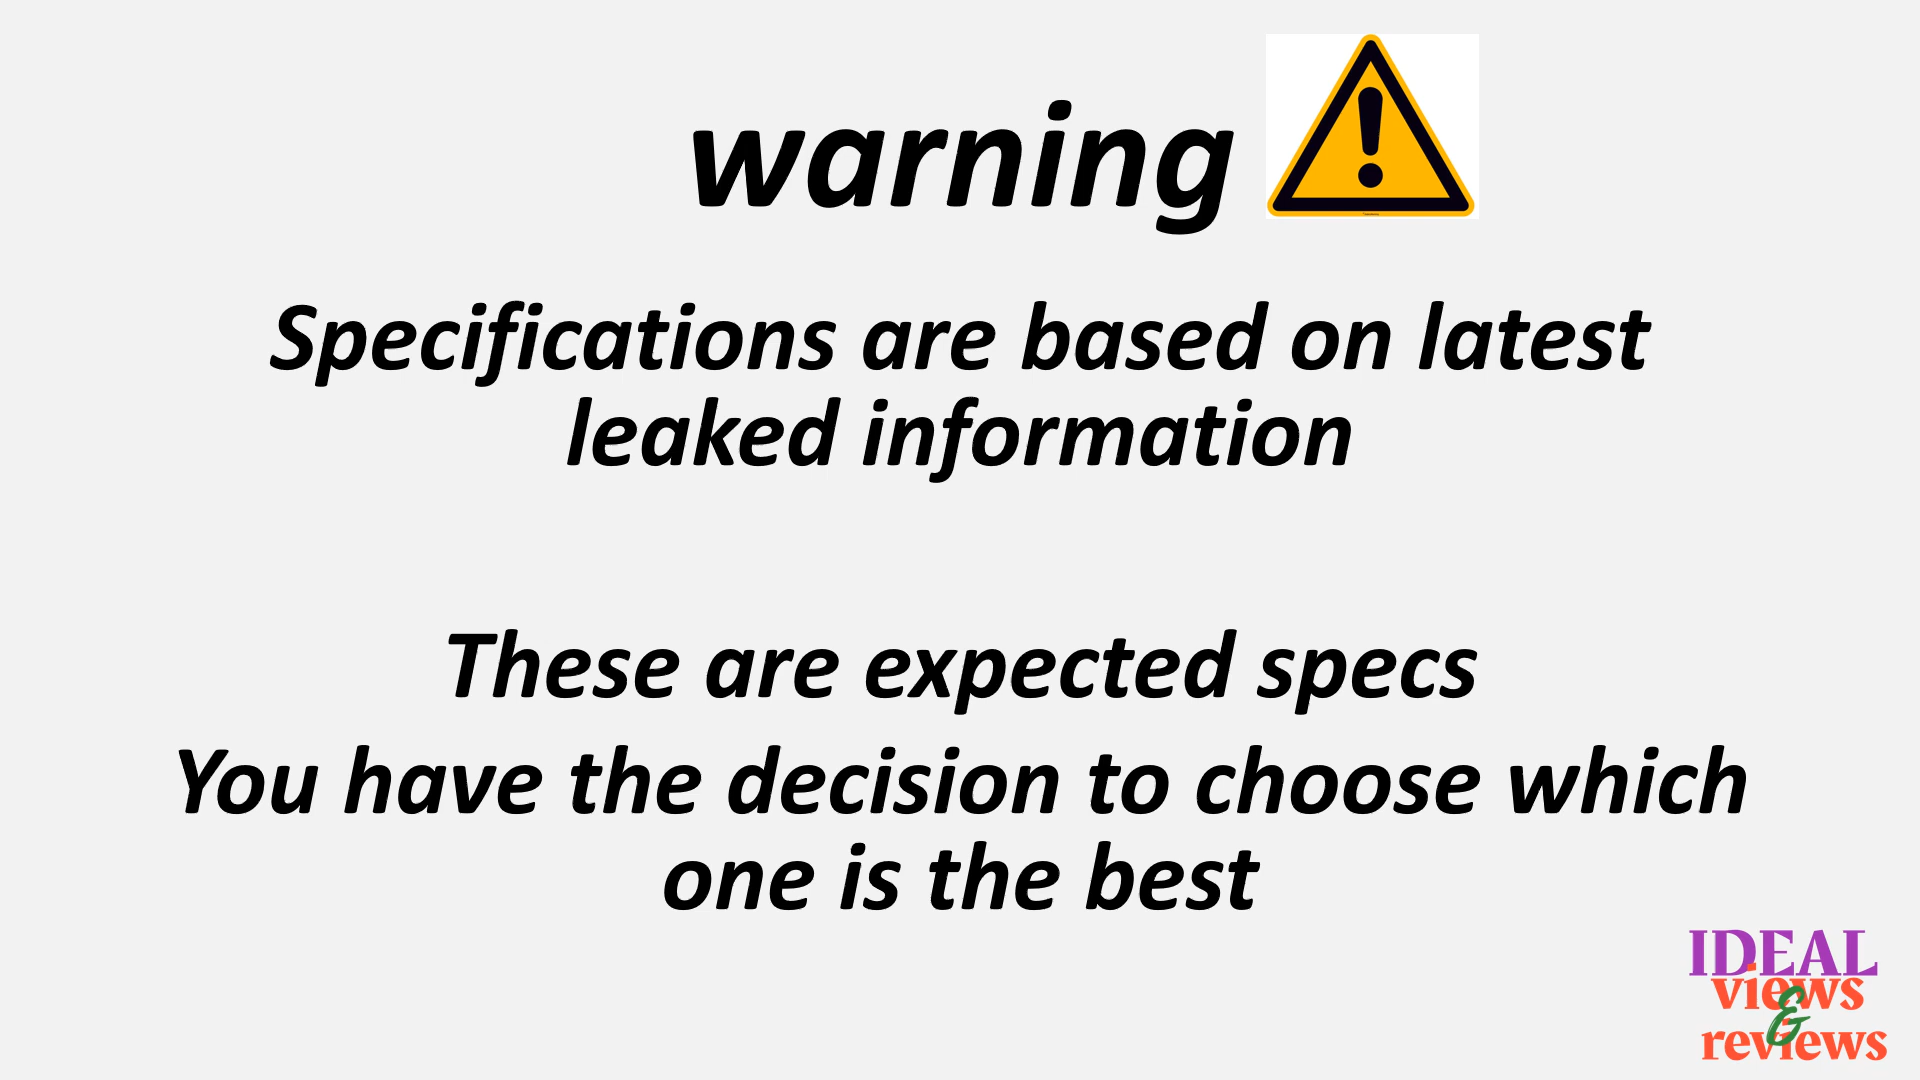 warning
Specifications are based on latest
leaked information
These are expected specs
You have the decision to choose which
one is the best
IDEAL
views
&
reviews